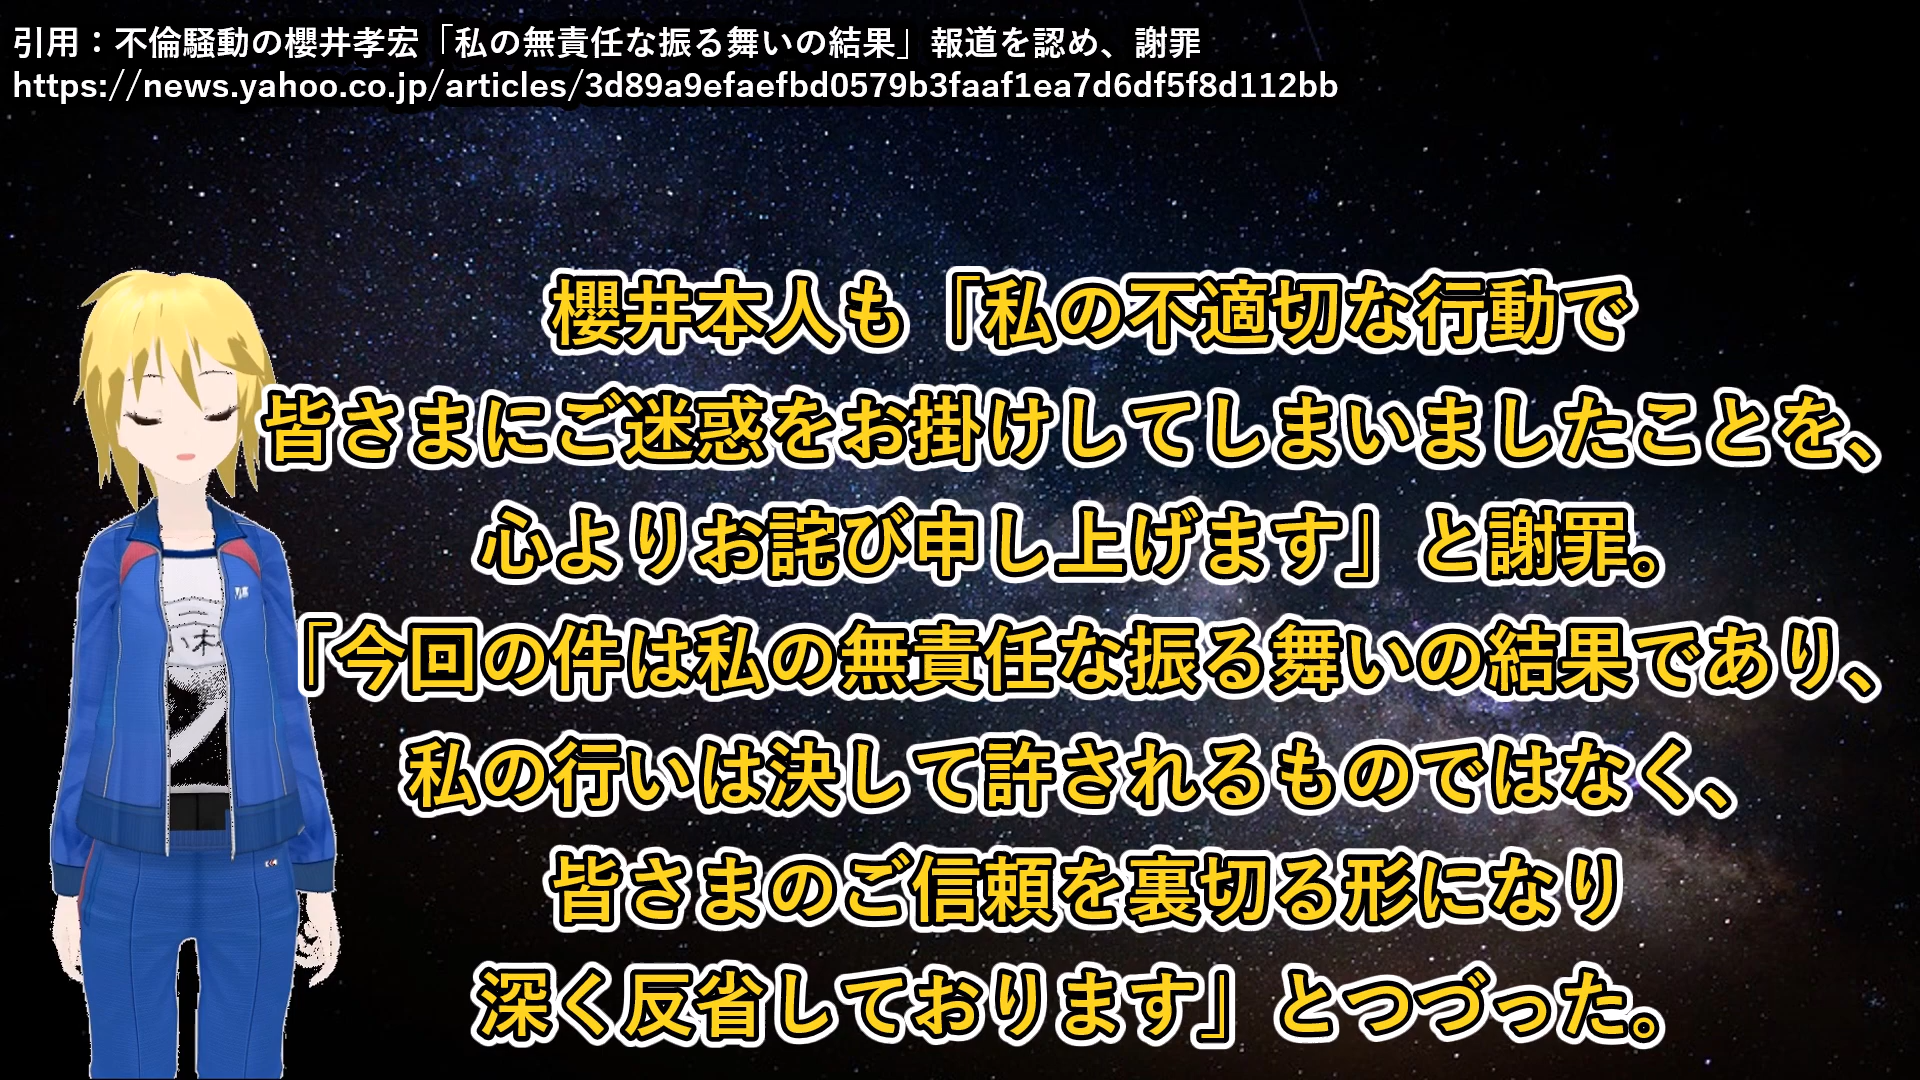 引用：不倫騒動の櫻井孝宏「私の無責任な振る舞いの結果」報道を認め、謝罪
https://news.yahoo.co.jp/articles/3d89a9efaefbd0579b3faaf1ea7d6df5f8d112bb
櫻井本人も「私の不適切な行動で
皆さまにご迷惑をお掛けしてしまいましたことを、
心よりお詫び申し上げます」と謝罪。
「今回の件は私の無責任な振る舞いの結果であり、
私の行いは決して許されるものではなく、
皆さまのご信頼を裏切る形になり
深く反省しております」とつづった。